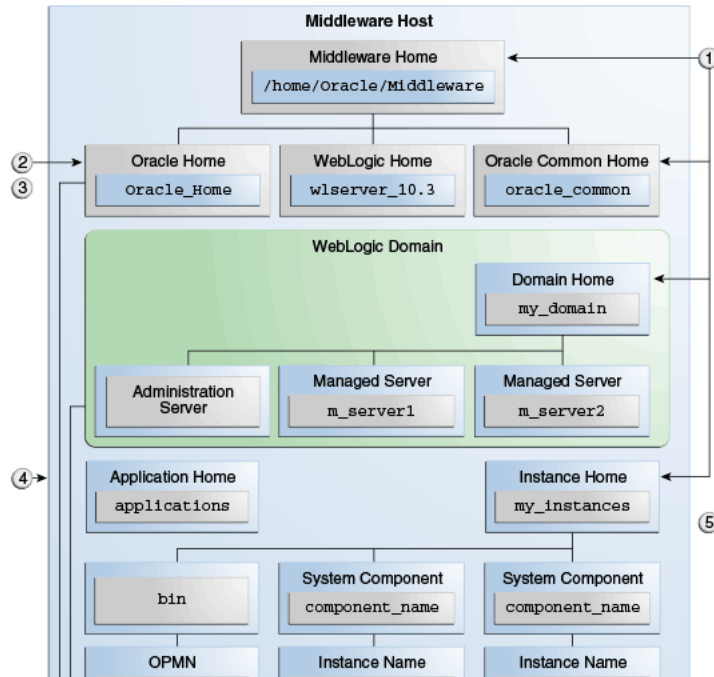 Middleware Host
Middleware Home
/home/Oracle/Middleware
1
2
Oracle Home
WebLogic Home
Oracle Common Home
3
Oracle_Home
wlserver_10.3
oracle_common
WebLogic Domain
Domain Home
my_domain
Administration
Server
Managed Server
m_server1
Managed Server
m_server2
4
Application Home
applications
Instance Home
my_instances
5
bin
System Component
component_name
System Component
component_name
OPMN
Instance Name
Instance Name